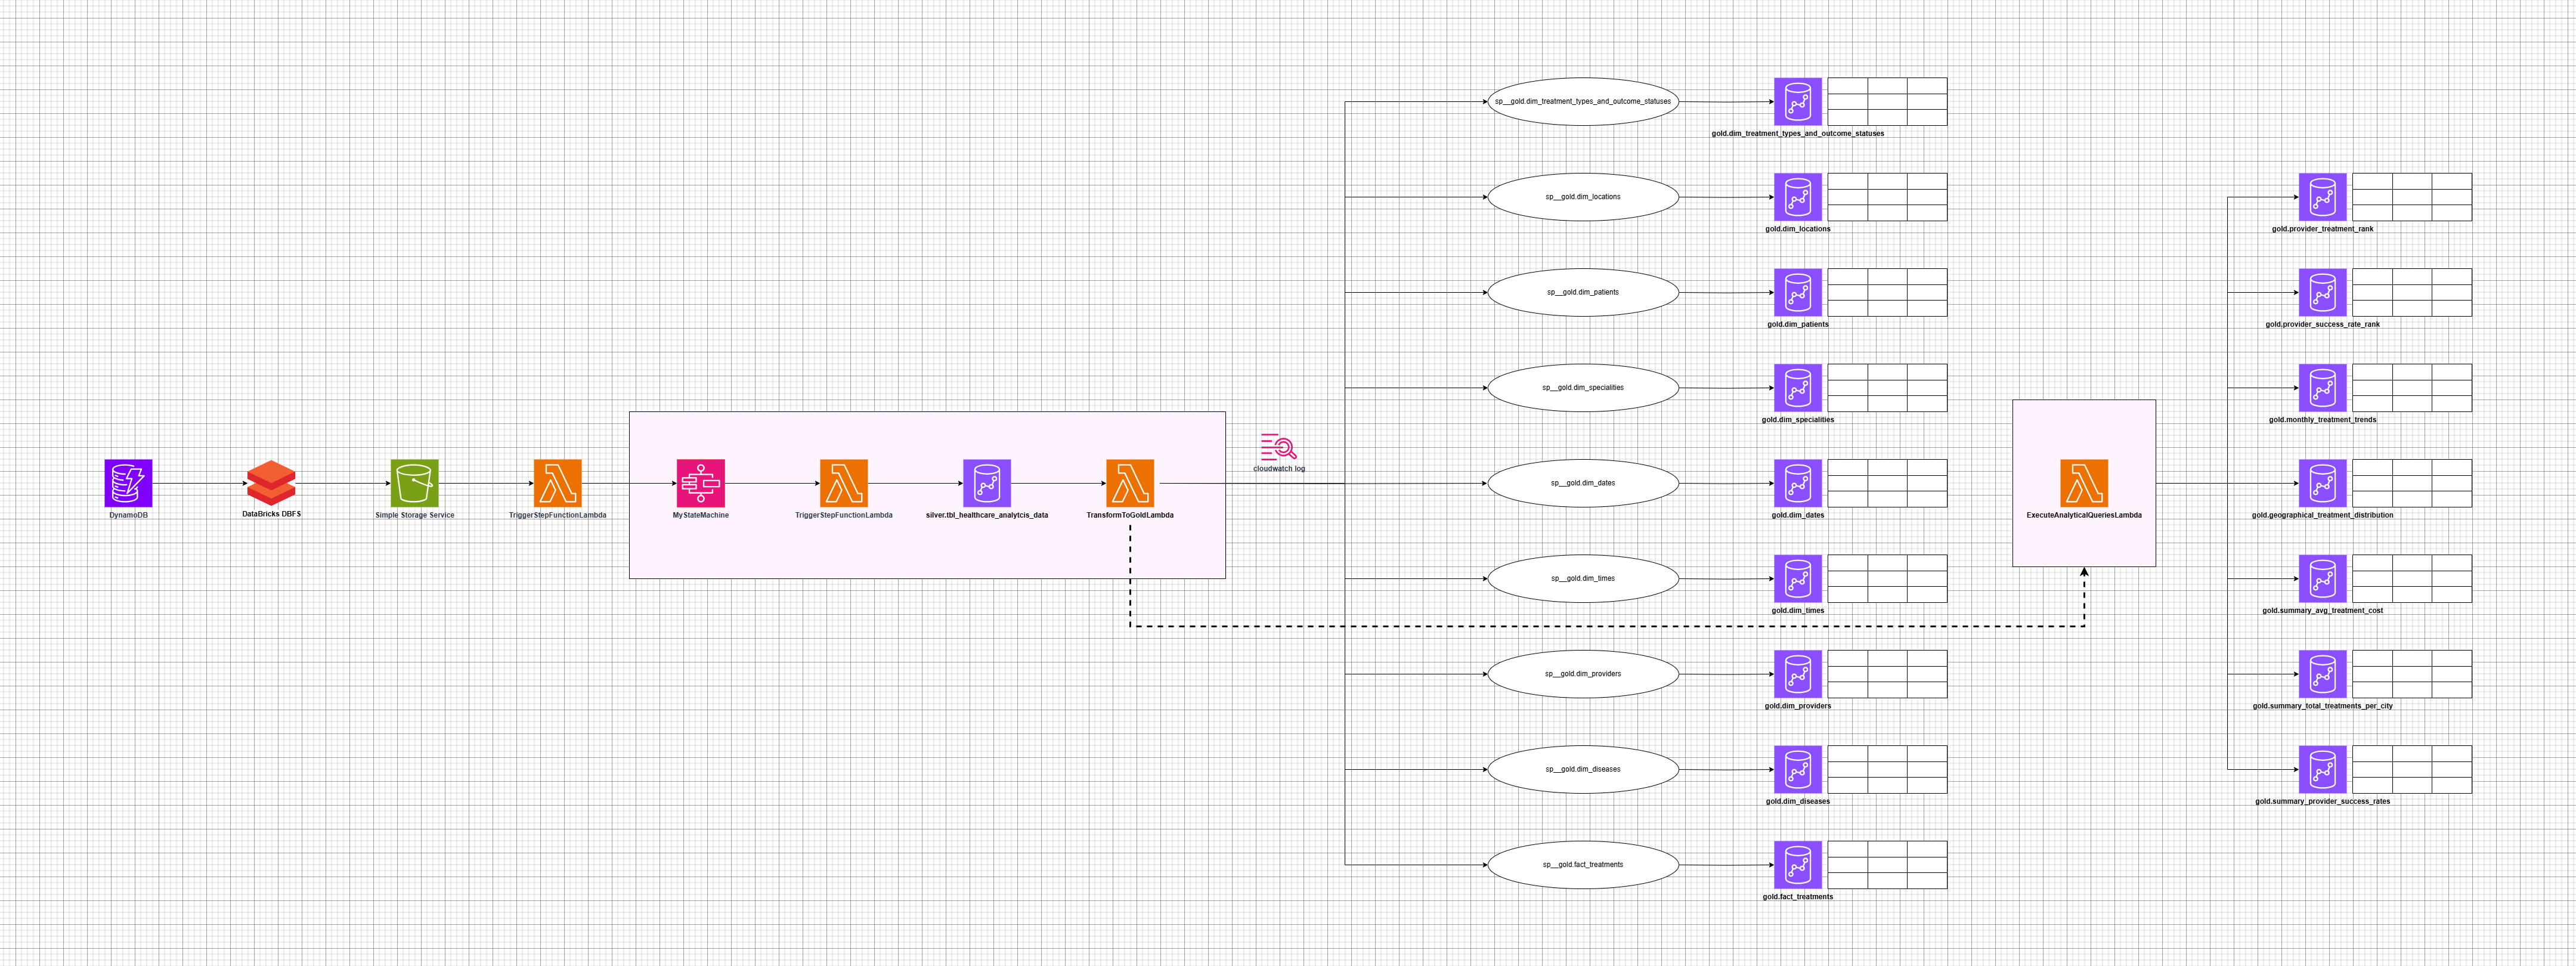 sp__gold.dim_treatment_types_and_outcome_statuses
gold.dim_treatment_types_and_outcome_statuses
sp__gold.dim_locations
gold.dim_locations
gold.provider_treatment_rank
sp__gold.dim_patients
gold.dim_patients
gold.provider_success_rate_rank
sp__gold.dim_specialities
gold.dim_specialities
gold.monthly_treatment_trends
cloudwatch log
DynamoDB
DataBricks DBFS
Simple Storage Service
TriggerStepFunctionLambda
MyStateMachine
TriggerStepFunctionLambda
silver.tbl_healthcare_analytcis_data
TransformToGoldLambda
sp__gold.dim_dates
gold.dim_dates
ExecuteAnalyticalQueriesLambda
gold.geographical_treatment_distribution
sp__gold.dim_times
gold.dim_times
gold.summary_avg_treatment_cost
sp__gold.dim_providers
gold.dim_providers
gold.summary_total_treatments_per_city
sp__gold.dim_diseases
gold.dim_diseases
gold.summary_provider_success_rates
sp__gold.fact_treatments
gold.fact_treatments